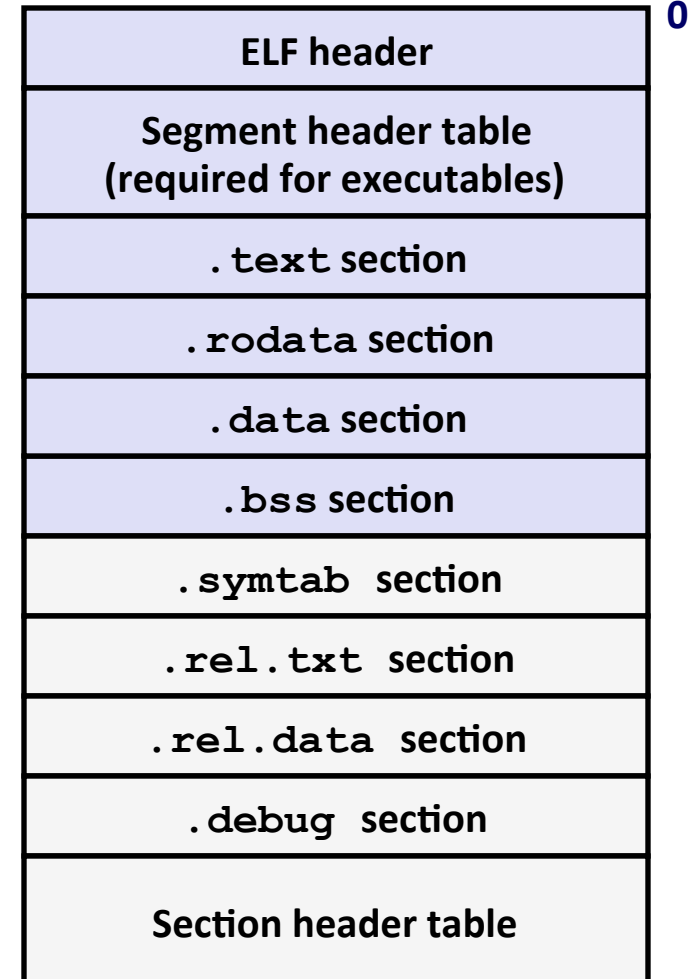 0
ELF header
Segment header table
(required for executables)
.text section
.rodata section
.data section
.bss section
.symtab section
.rel.txt section
.rel.data section
.debug section
Section header table